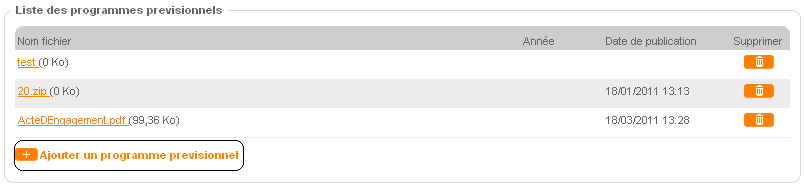 Liste des programmes previsionnels
Nom fichier Année Date de publication Supprimer
test (0 Ko)
20.zip (0 Ko) 18/01/2011 13:13
ActeDEngagement.pdf (99,36 Ko) 18/03/2011 13:28
+ Ajouter un programme previsionnel